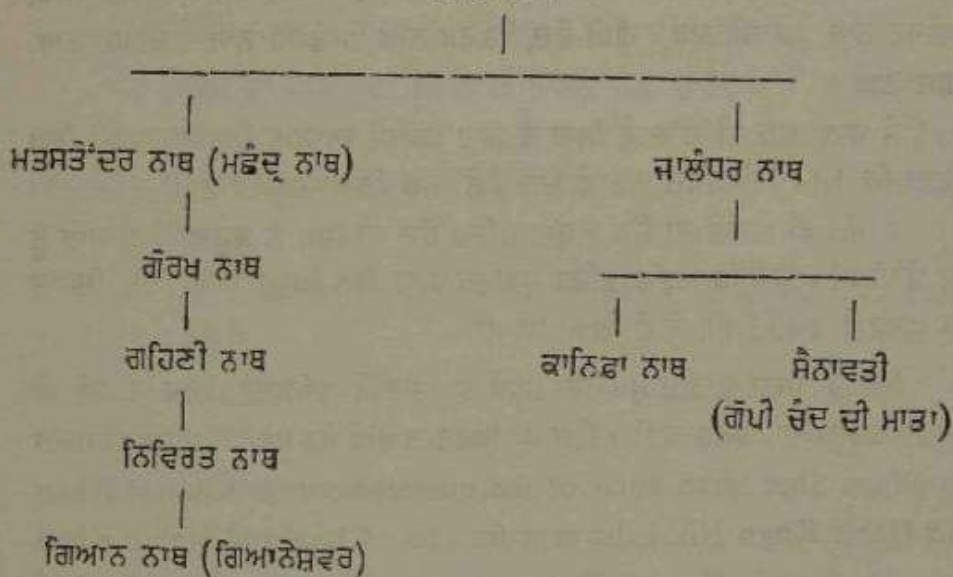 ਮਤਸਤੇਂਦਰ ਨਾਥ (ਮਛੰਦ੍ਰ ਨਾਥ)
ਜਾਲੰਧਰ ਨਾਥ
ਗੋਰਖ ਨਾਥ
ਗਹਿਣੀ ਨਾਥ
ਕਾਨਿਫਾ ਨਾਥ
ਸੈਨਾਵਤੀ
(ਗੋਪੀ ਚੰਦ ਦੀ ਮਾਤਾ)
ਨਿਵਿਰਤ ਨਾਥ
ਗਿਆਨ ਨਾਥ (ਗਿਆਨੇਸ਼ਵਰ)